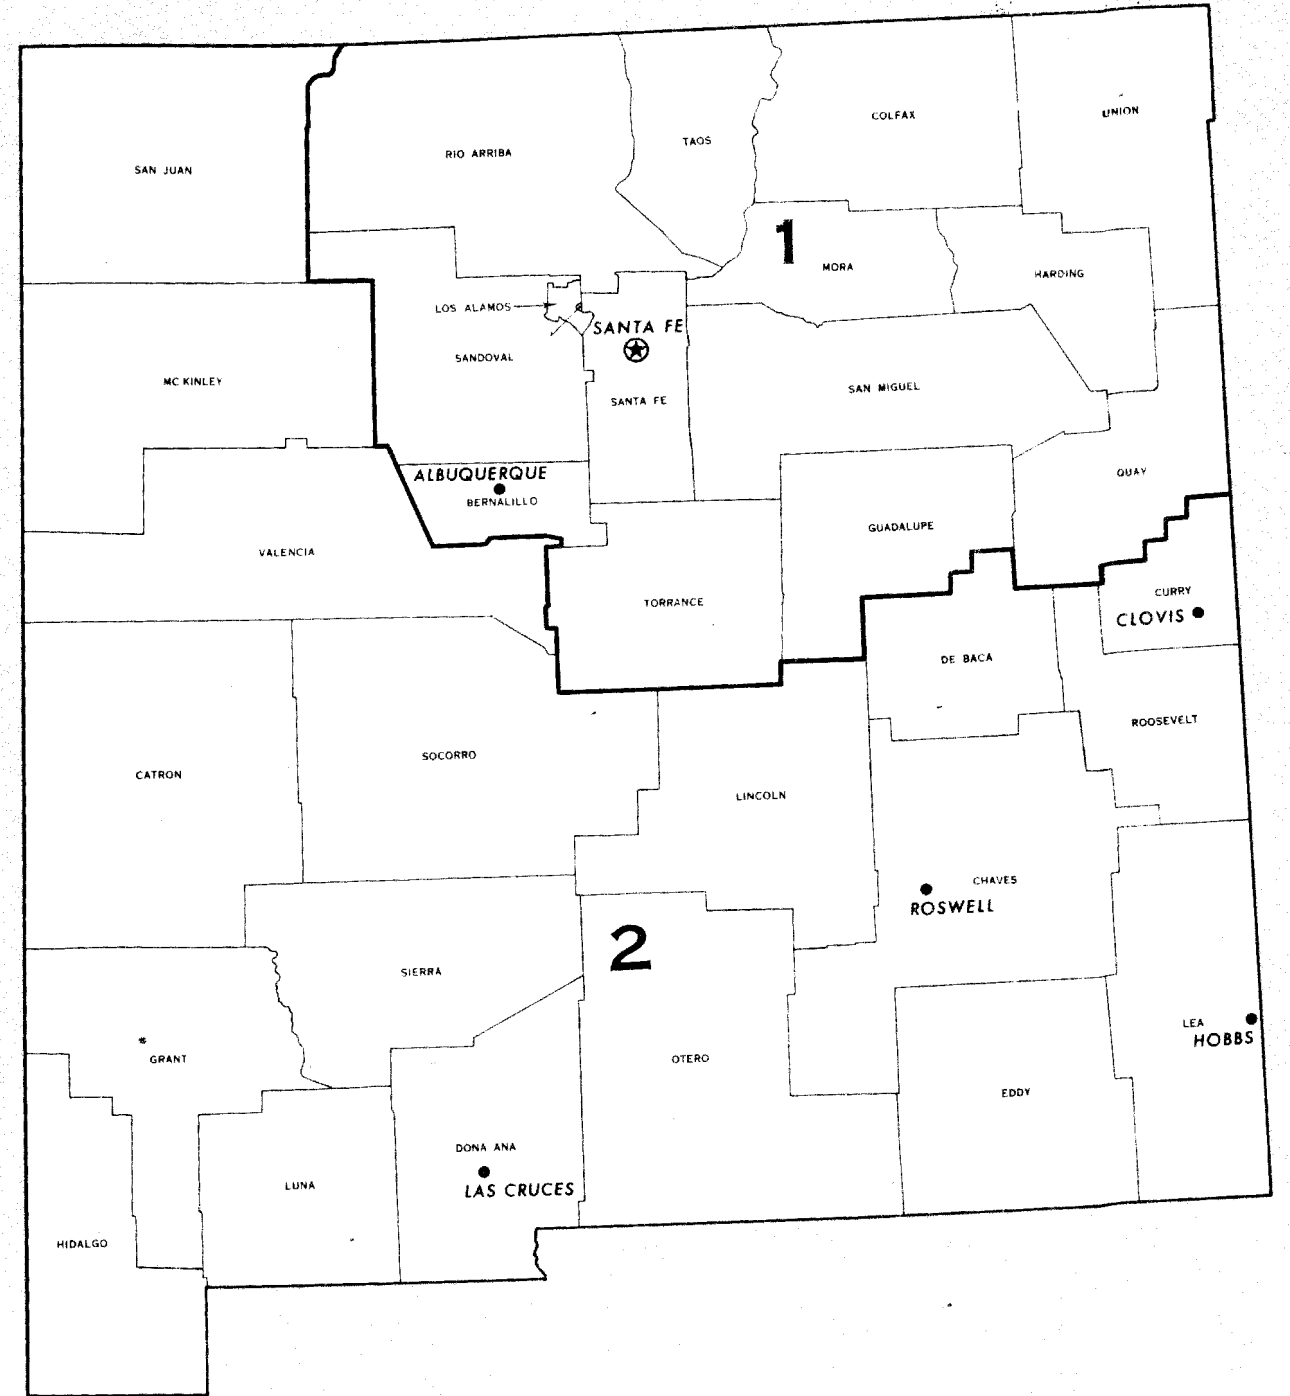 UNION
COLFAX
TAOS
RIO ARRIBA
SAN JUAN
1
MORA
HARDING
LOS ALAMOS
SANTA FE
SANDOVAL
MC KINLEY
SAN MIGUEL
SANTA FE
ALBUQUERQUE
BERNALILLO
QUAY
GUADALUPE
VALENCIA
TORRANCE
CURRY
CLOVIS
DE BACA
ROOSEVELT
SOCORRO
CATRON
LINCOLN
CHAVES
ROSWELL
2
SIERRA
LEA
HOBBS
GRANT
OTERO
EDDY
DONA ANA
LAS CRUCES
LUNA
HIDALGO